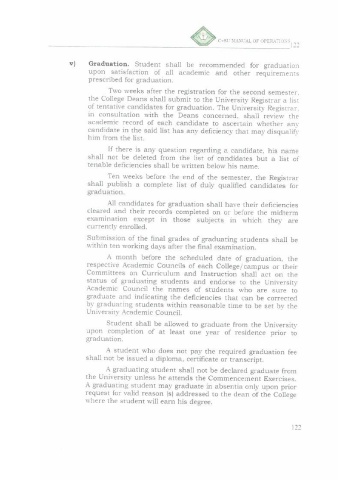 CvSU MANUAL OF OPERATIONS 122
v) Graduation. Student shall be recommended for graduation
upon satisfaction of all academic and other requirements
prescribed for graduation.
Two weeks after the registration for the second semester,
the College Deans shall submit to the University Registrar a list
of tentative candidates for graduation. The University Registrar,
in consultation with the Deans concerned, shall review the
academic record of each candidate to ascertain whether any
candidate in the said list has any deficiency that may disqualify
him from the list.
If there is any question regarding a candidate, his name
shall not be deleted from the list of candidates but a list of
tenable deficiencies shall be written below his name.
Ten weeks before the end of the semester, the Registrar
shall publish a complete list of duly qualified candidates for
graduation.
All candidates for graduation shall have their deficiencies
cleared and their records completed on or before the midterm
examination except in those subjects in which they are
currently enrolled.
Submission of the final grades of graduating students shall be
within ten working days after the final examination.
A month before the scheduled date of graduation, the
respective Academic Councils of each College/campus or their
Committees on Curriculum and Instruction shall act on the
status of graduating students and endorse to the University
Academic Council the names of students who are sure to
graduate and indicating the deficiencies that can be corrected
by graduating students within reasonable time to be set by the
University Academic Council.
Student shall be allowed to graduate from the University
upon completion of at least one year of residence prior to
graduation.
A student who does not pay the required graduation fee
shall not be issued a diploma, certificate or transcript.
A graduating student shall not be declared graduate from
the University unless he attends the Commencement Exercises.
A graduating student may graduate in absentia only upon prior
request for valid reason (s) addressed to the dean of the College
where the student will earn his degree.
122